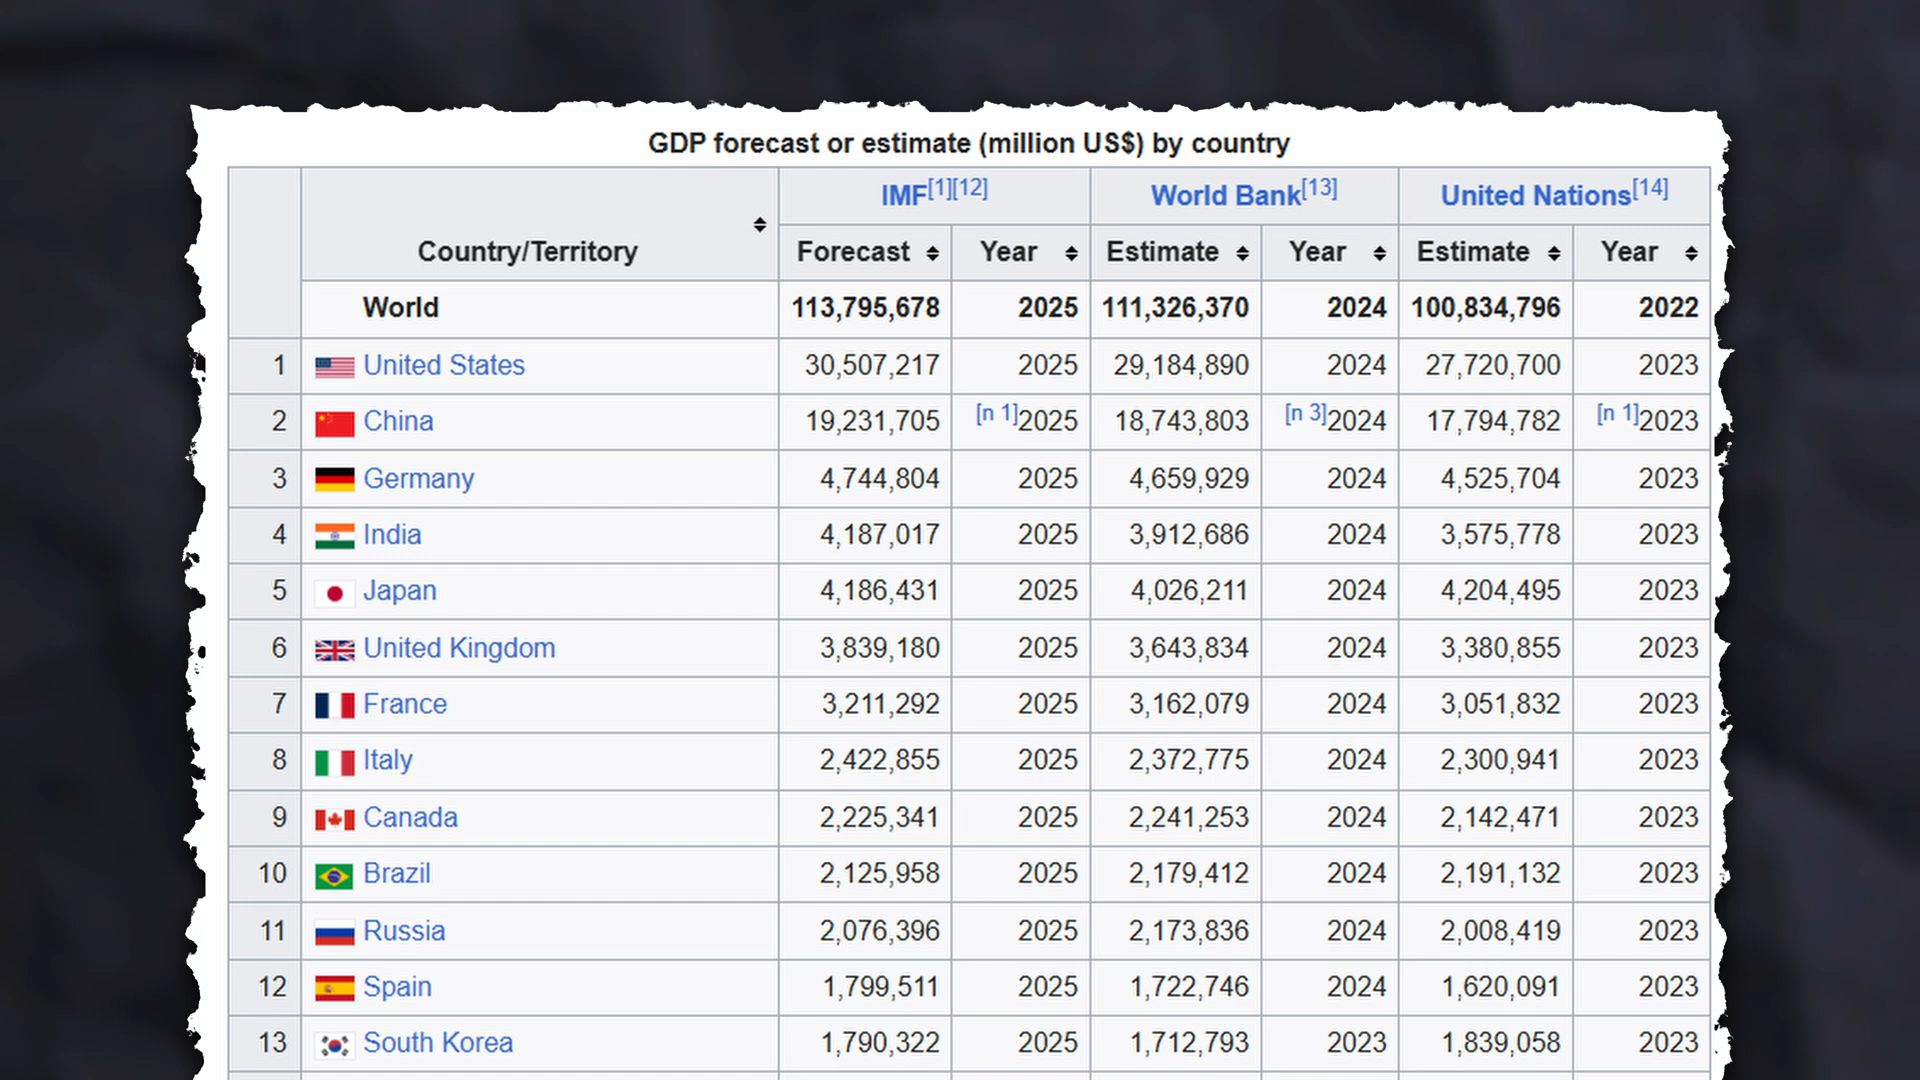 GDP forecast or estimate (million US$) by country
Country/Territory IMF[1][12] World Bank[13] United Nations[14]
Forecast Year Estimate Year Estimate Year
World 113,795,678 2025 111,326,370 2024 100,834,796 2022
1 United States 30,507,217 2025 29,184,890 2024 27,720,700 2023
2 China 19,231,705 [n 1]2025 18,743,803 [n 3]2024 17,794,782 [n 1]2023
3 Germany 4,744,804 2025 4,659,929 2024 4,525,704 2023
4 India 4,187,017 2025 3,912,686 2024 3,575,778 2023
5 Japan 4,186,431 2025 4,026,211 2024 4,204,495 2023
6 United Kingdom 3,839,180 2025 3,643,834 2024 3,380,855 2023
7 France 3,211,292 2025 3,162,079 2024 3,051,832 2023
8 Italy 2,422,855 2025 2,372,775 2024 2,300,941 2023
9 Canada 2,225,341 2025 2,241,253 2024 2,142,471 2023
10 Brazil 2,125,958 2025 2,179,412 2024 2,191,132 2023
11 Russia 2,076,396 2025 2,173,836 2024 2,008,419 2023
12 Spain 1,799,511 2025 1,722,746 2024 1,620,091 2023
13 South Korea 1,790,322 2025 1,712,793 2023 1,839,058 2023